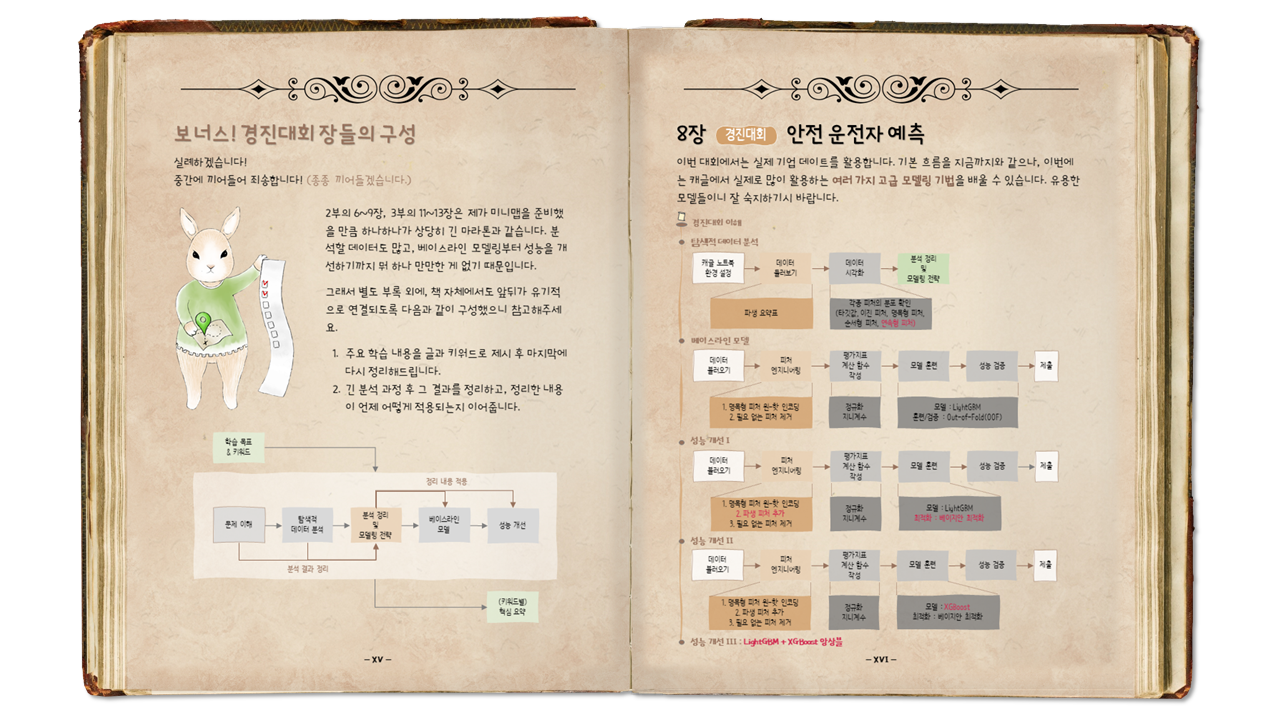 보너스! 경진대회 장들의 구성
실례하겠습니다!
중간에 끼어들어 죄송합니다! (종종 끼어들겠습니다.)
2부의 6~9장, 3부의 11~13장은 제가 미니맵을 준비했
을 만큼 하나하나가 상당히 긴 마라톤과 같습니다. 분
석할 데이터도 많고, 베이스라인 모델링부터 성능을 개
선하기까지 뭐 하나 만만한 게 없기 때문입니다.
그래서 별도 부록 외에, 책 자체에서도 앞뒤가 유기적
으로 연결되도록 다음과 같이 구성했으니 참고해주세
요.
1. 주요 학습 내용을 글과 키워드로 제시 후 마지막에
다시 정리해드립니다.
2. 긴 분석 과정 후 그 결과를 정리하고, 정리한 내용
이 언제 어떻게 적용되는지 이어줍니다.
학습 목표
& 키워드
정리 내용 적용
문제 이해
탐색적
데이터 분석
분석 정리
및
모델링 전략
베이스라인
모델
성능 개선
분석 결과 정리
(키워드별)
핵심 요약
- XV -
8장 경진대회 안전 운전자 예측
이번 대회에서는 실제 기업 데이트를 활용합니다. 기본 흐름을 지금까지와 같으나, 이번에
는 캐글에서 실제로 많이 활용하는 여러 가지 고급 모델링 기법을 배울 수 있습니다. 유용한
모델들이니 잘 숙지하기시 바랍니다.
경진대회 이해
탐색적 데이터 분석
캐글 노트북
환경 설정
데이터
둘러보기
데이터
시각화
분석 정리
및
모델링 전략
피처 요약표
각종 피처의 분포 확인
(타깃값, 이진 피처, 명목형 피처,
순서형 피처, 연속형 피처)
베이스라인 모델
데이터
불러오기
피처
엔지니어링
평가지표
계산 함수
작성
모델 훈련
성능 검증
제출
1. 명목형 피처 원-핫 인코딩
2. 필요 없는 피처 제거
정규화
지니계수
모델 : LightGBM
훈련/검증 : Out-of-Fold(OOF)
성능 개선 I
데이터
불러오기
피처
엔지니어링
평가지표
계산 함수
작성
모델 훈련
성능 검증
제출
1. 명목형 피처 원-핫 인코딩
2. 파생 피처 추가
3. 필요 없는 피처 제거
정규화
지니계수
모델 : LightGBM
최적화 : 베이지안 최적화
성능 개선 II
데이터
불러오기
피처
엔지니어링
평가지표
계산 함수
작성
모델 훈련
성능 검증
제출
1. 명목형 피처 원-핫 인코딩
2. 파생 피처 추가
3. 필요 없는 피처 제거
정규화
지니계수
모델 : XGBoost
최적화 : 베이지안 최적화
성능 개선 III : LightGBM + XGBoost 앙상블
- XVI -